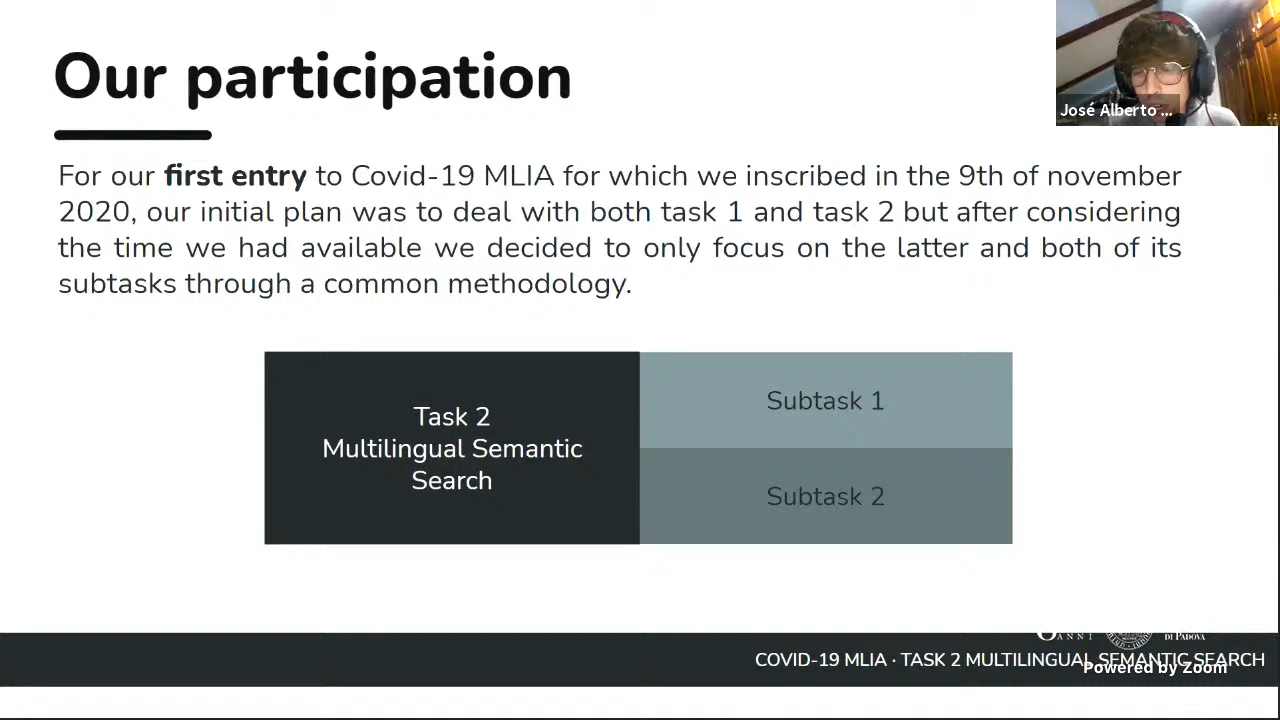 Our participation
José Alberto ...
For our first entry to Covid-19 MLIA for which we inscribed in the 9th of november
2020, our initial plan was to deal with both task 1 and task 2 but after considering
the time we had available we decided to only focus on the latter and both of its
subtasks through a common methodology.
Task 2
Multilingual Semantic
Search
Subtask 1
Subtask 2
ANNI
DI PADOVA
COVID-19 MLIA · TASK 2 MULTILINGUAL SEMANTIC SEARCH
Powered by Zoom